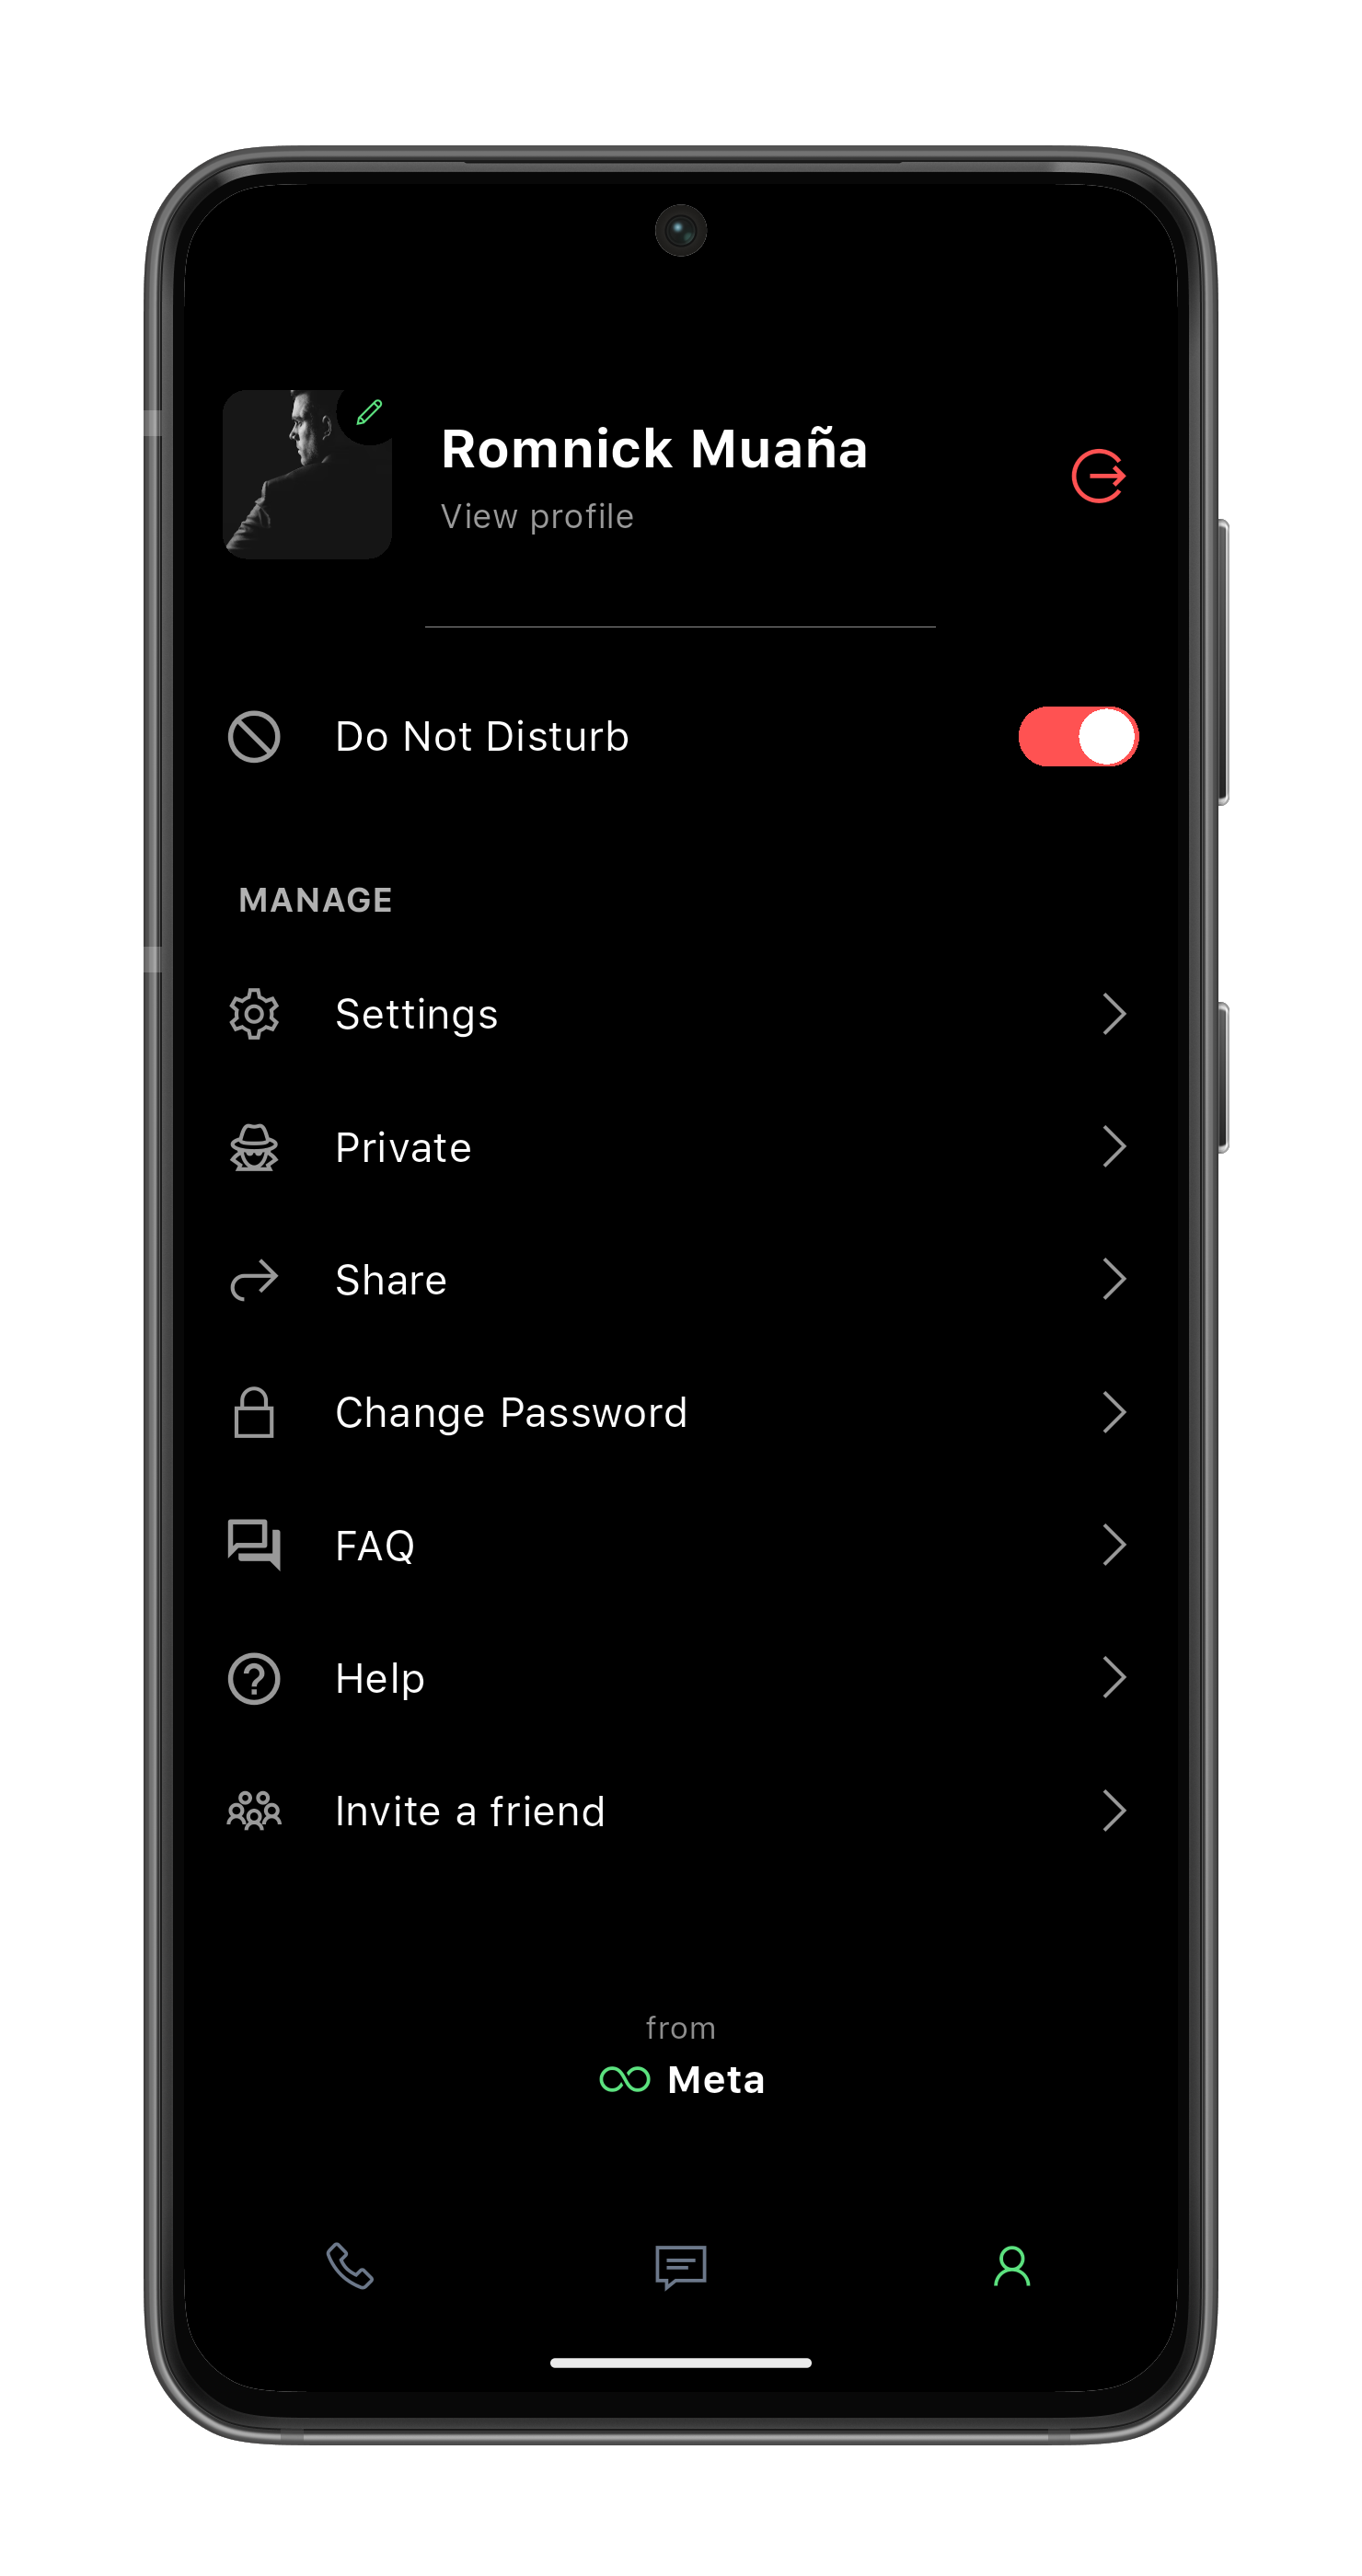 Romnick Muaña
View profile
Do Not Disturb
MANAGE
Settings
Private
Share
Change Password
FAQ
Help
Invite a friend
from
Meta